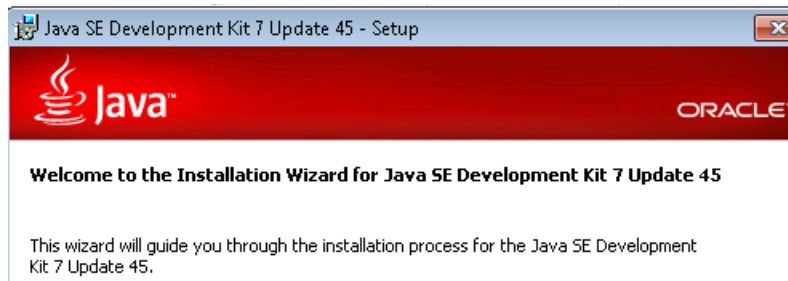 Java SE Development Kit 7 Update 45 - Setup
Java™
ORACLE
Welcome to the Installation Wizard for Java SE Development Kit 7 Update 45
This wizard will guide you through the installation process for the Java SE Development
Kit 7 Update 45.